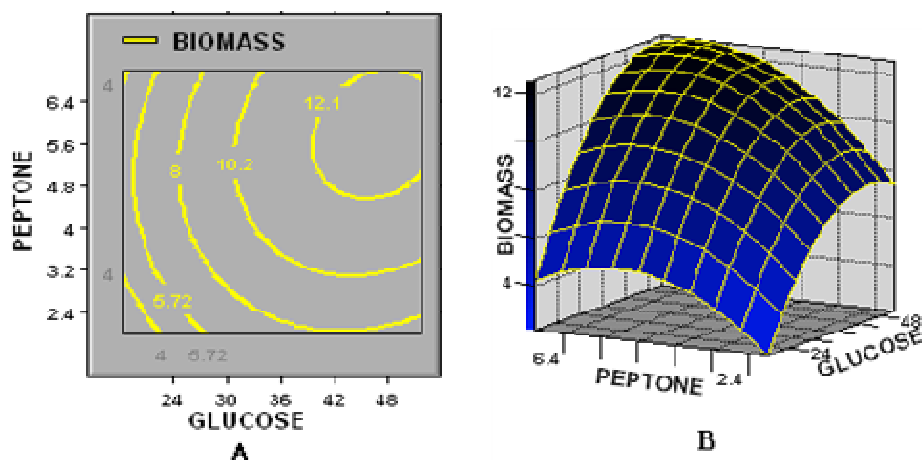 BIOMASS
4
12.1
6.4
5.6
10.2
8
4.8
PEPTONE
4
3.2
4
5.72
2.4
4 5.72
24 30 36 42 48
GLUCOSE
A
12
BIOMASS
4
6.4
PEPTONE
2.4
24
48
GLUCOSE
B